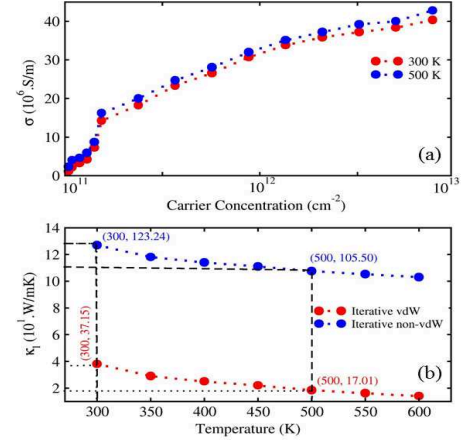 40
30
20
10
0
σ (10⁶.S/m)
300 K
500 K
(a)
10¹¹
10¹²
10¹³
Carrier Concentration (cm⁻²)
14
12
10
8
6
4
2
κₗ (10¹.W/mK)
(300, 123.24)
(500, 105.50)
(300, 37.15)
(500, 17.01)
Iterative vdW
Iterative non-vdW
(b)
300 350 400 450 500 550 600
Temperature (K)